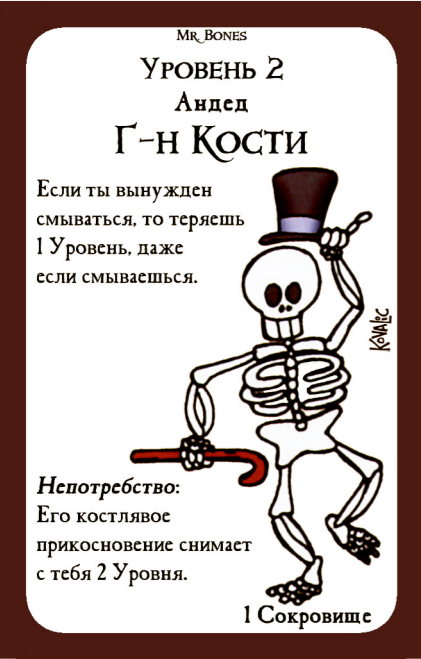 Mr. Bones
Уровень 2
Андед
Г-н Кости
Если ты вынужден
смываться, то теряешь
1 Уровень, даже
если смываешься.
KOVALIC
Непотребство:
Его костлявое
прикосновение снимает
с тебя 2 Уровня.
1 Сокровище